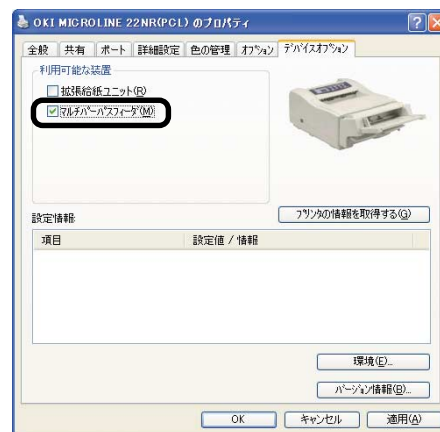 OKI MICROLINE 22NR(PCL) のプロパティ
全般 共有 ポート 詳細設定 色の管理 オプション デバイスオプション
利用可能な装置
拡張給紙ユニット(R)
マルチパーパスフィーダ(M)
プリンタの情報を取得する(G)
設定情報
項目 設定値 / 情報
環境(E)...
バージョン情報(B)...
OK キャンセル 適用(A)